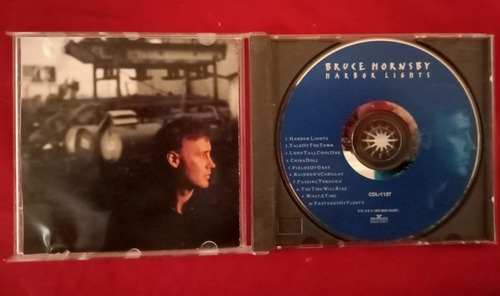 BRUCE HORNSBY
HARBOR LIGHTS
1. HARBOR LIGHTS
2. TALK OF THE TOWN
3. LONG TALL COOL ONE
4. CHINA DOLL
5. FIELDS OF GRAY
6. RAINBOW'S CADILLAC
7. PASSING THROUGH
8. THE TIDE WILL RISE
9. WHAT A TIME
10. PASTURES OF PLENTY
CDL-1137